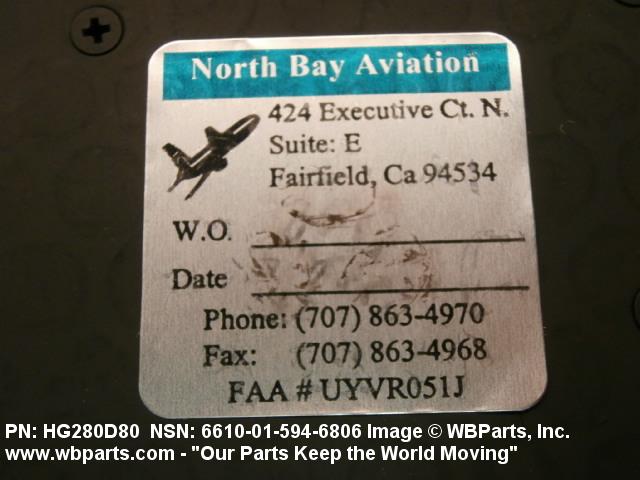 North Bay Aviation
424 Executive Ct. N.
Suite: E
Fairfield, Ca 94534
W.O.
Date
Phone: (707) 863-4970
Fax: (707) 863-4968
FAA # UYVR051J
PN: HG280D80 NSN: 6610-01-594-6806 Image © WBParts, Inc.
www.wbparts.com - "Our Parts Keep the World Moving"